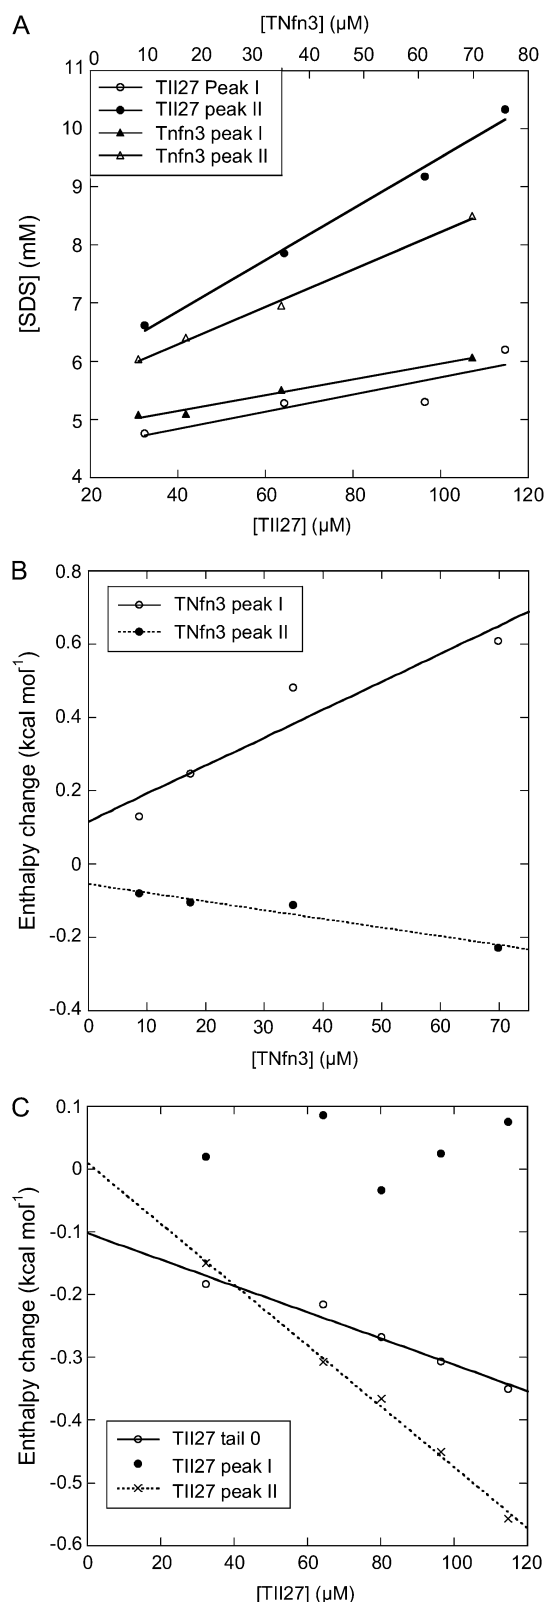 A
[TNfn3] (µM)
0 10 20 30 40 50 60 70 80
TII27 Peak I
TII27 peak II
Tnfn3 peak I
Tnfn3 peak II
[SDS] (mM)
11
10
9
8
7
6
5
4
20 40 60 80 100 120
[TII27] (µM)
B
TNfn3 peak I
TNfn3 peak II
Enthalpy change (kcal mol⁻¹)
0.8
0.6
0.4
0.2
0
-0.2
-0.4
0 10 20 30 40 50 60 70
[TNfn3] (µM)
C
Enthalpy change (kcal mol⁻¹)
0.1
0
-0.1
-0.2
-0.3
-0.4
-0.5
-0.6
TII27 tail 0
TII27 peak I
TII27 peak II
0 20 40 60 80 100 120
[TII27] (µM)